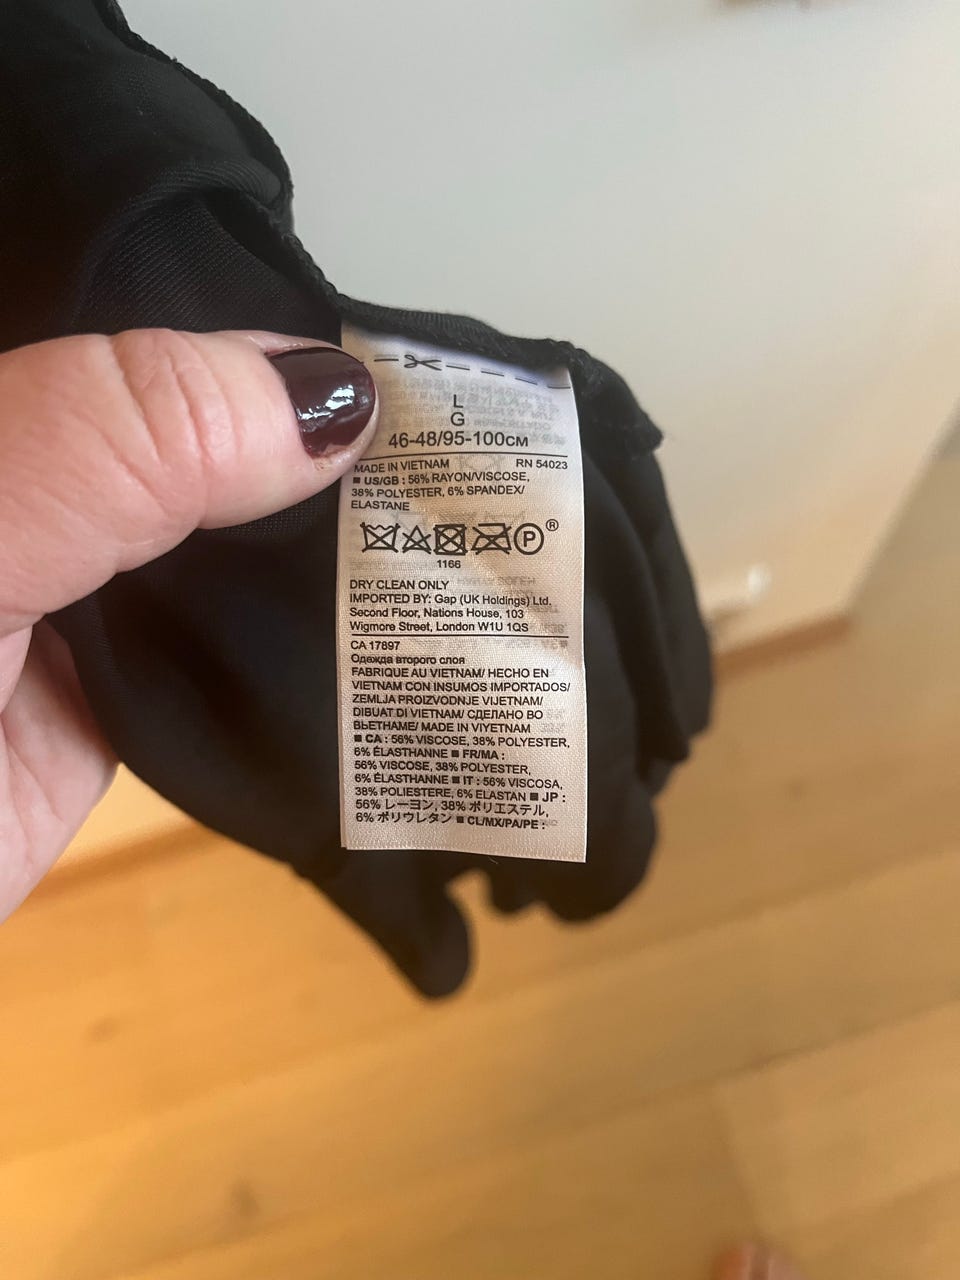 L
G
46-48/95-100см
MADE IN VIETNAM RN 54023
■ US/GB : 56% RAYON/VISCOSE,
38% POLYESTER, 6% SPANDEX/
ELASTANE
P ®
1166
DRY CLEAN ONLY
IMPORTED BY: Gap (UK Holdings) Ltd,
Second Floor, Nations House, 103
Wigmore Street, London W1U 1QS
CA 17897
Одежда второго слоя
FABRIQUE AU VIETNAM/ HECHO EN
VIETNAM CON INSUMOS IMPORTADOS/
ZEMLJA PROIZVODNJE VIJETNAM/
DIBUAT DI VIETNAM/ СДЕЛАНО ВО
ВЬЕТНАМЕ/ MADE IN VIYETNAM
■ CA : 56% VISCOSE, 38% POLYESTER,
6% ÉLASTHANNE ■ FR/MA :
56% VISCOSE, 38% POLYESTER,
6% ÉLASTHANNE ■ IT : 56% VISCOSA,
38% POLIESTERE, 6% ELASTAN ■ JP :
56% レーヨン, 38% ポリエステル,
6% ポリウレタン ■ CL/MX/PA/PE :